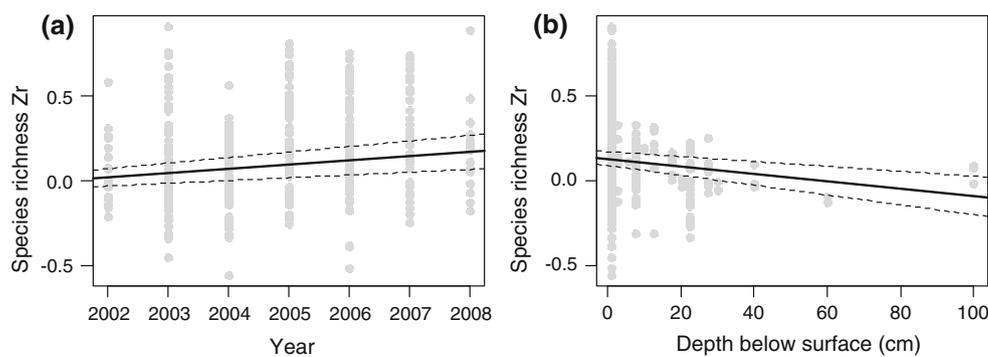 (a)
Species richness Zr
0.5
0.0
-0.5
2002 2003 2004 2005 2006 2007 2008
Year
(b)
Species richness Zr
0.5
0.0
-0.5
0 20 40 60 80 100
Depth below surface (cm)